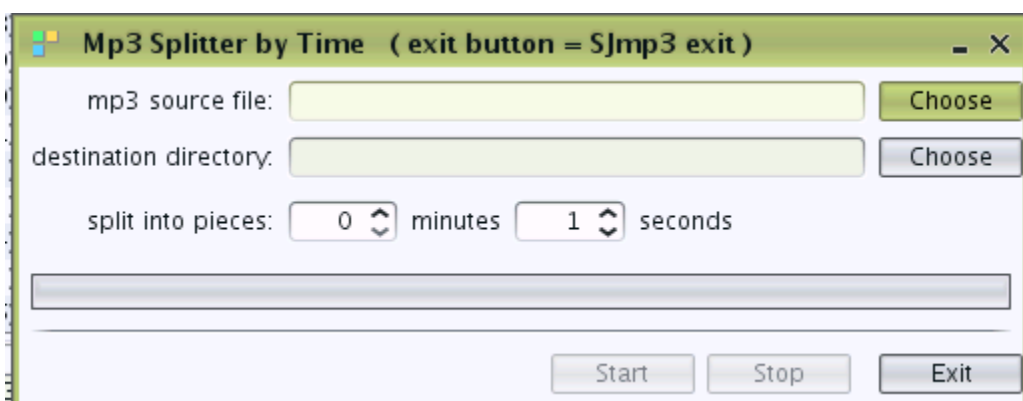 Mp3 Splitter by Time ( exit button = SJmp3 exit )
mp3 source file: Choose
destination directory: Choose
split into pieces: 0 minutes 1 seconds
Start Stop Exit